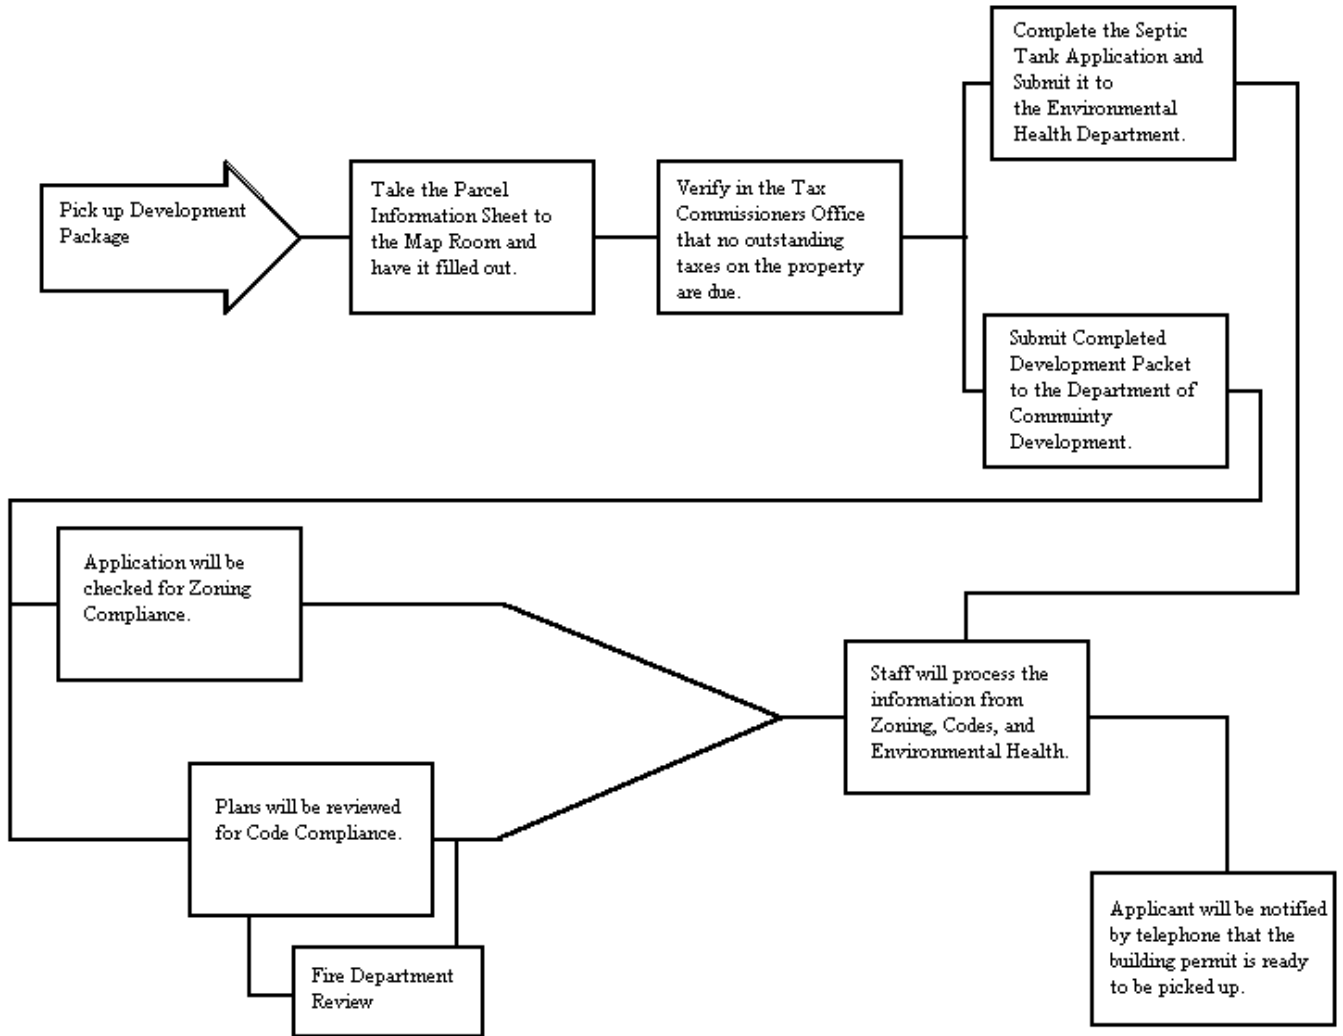 Pick up Development
Package
Take the Parcel
Information Sheet to
the Map Room and
have it filled out.
Verify in the Tax
Commissioners Office
that no outstanding
taxes on the property
are due.
Complete the Septic
Tank Application and
Submit it to
the Environmental
Health Department.
Submit Completed
Development Packet
to the Department of
Commuinty
Development.
Application will be
checked for Zoning
Compliance.
Plans will be reviewed
for Code Compliance.
Fire Department
Review
Staff will process the
information from
Zoning, Codes, and
Environmental Health.
Applicant will be notified
by telephone that the
building permit is ready
to be picked up.